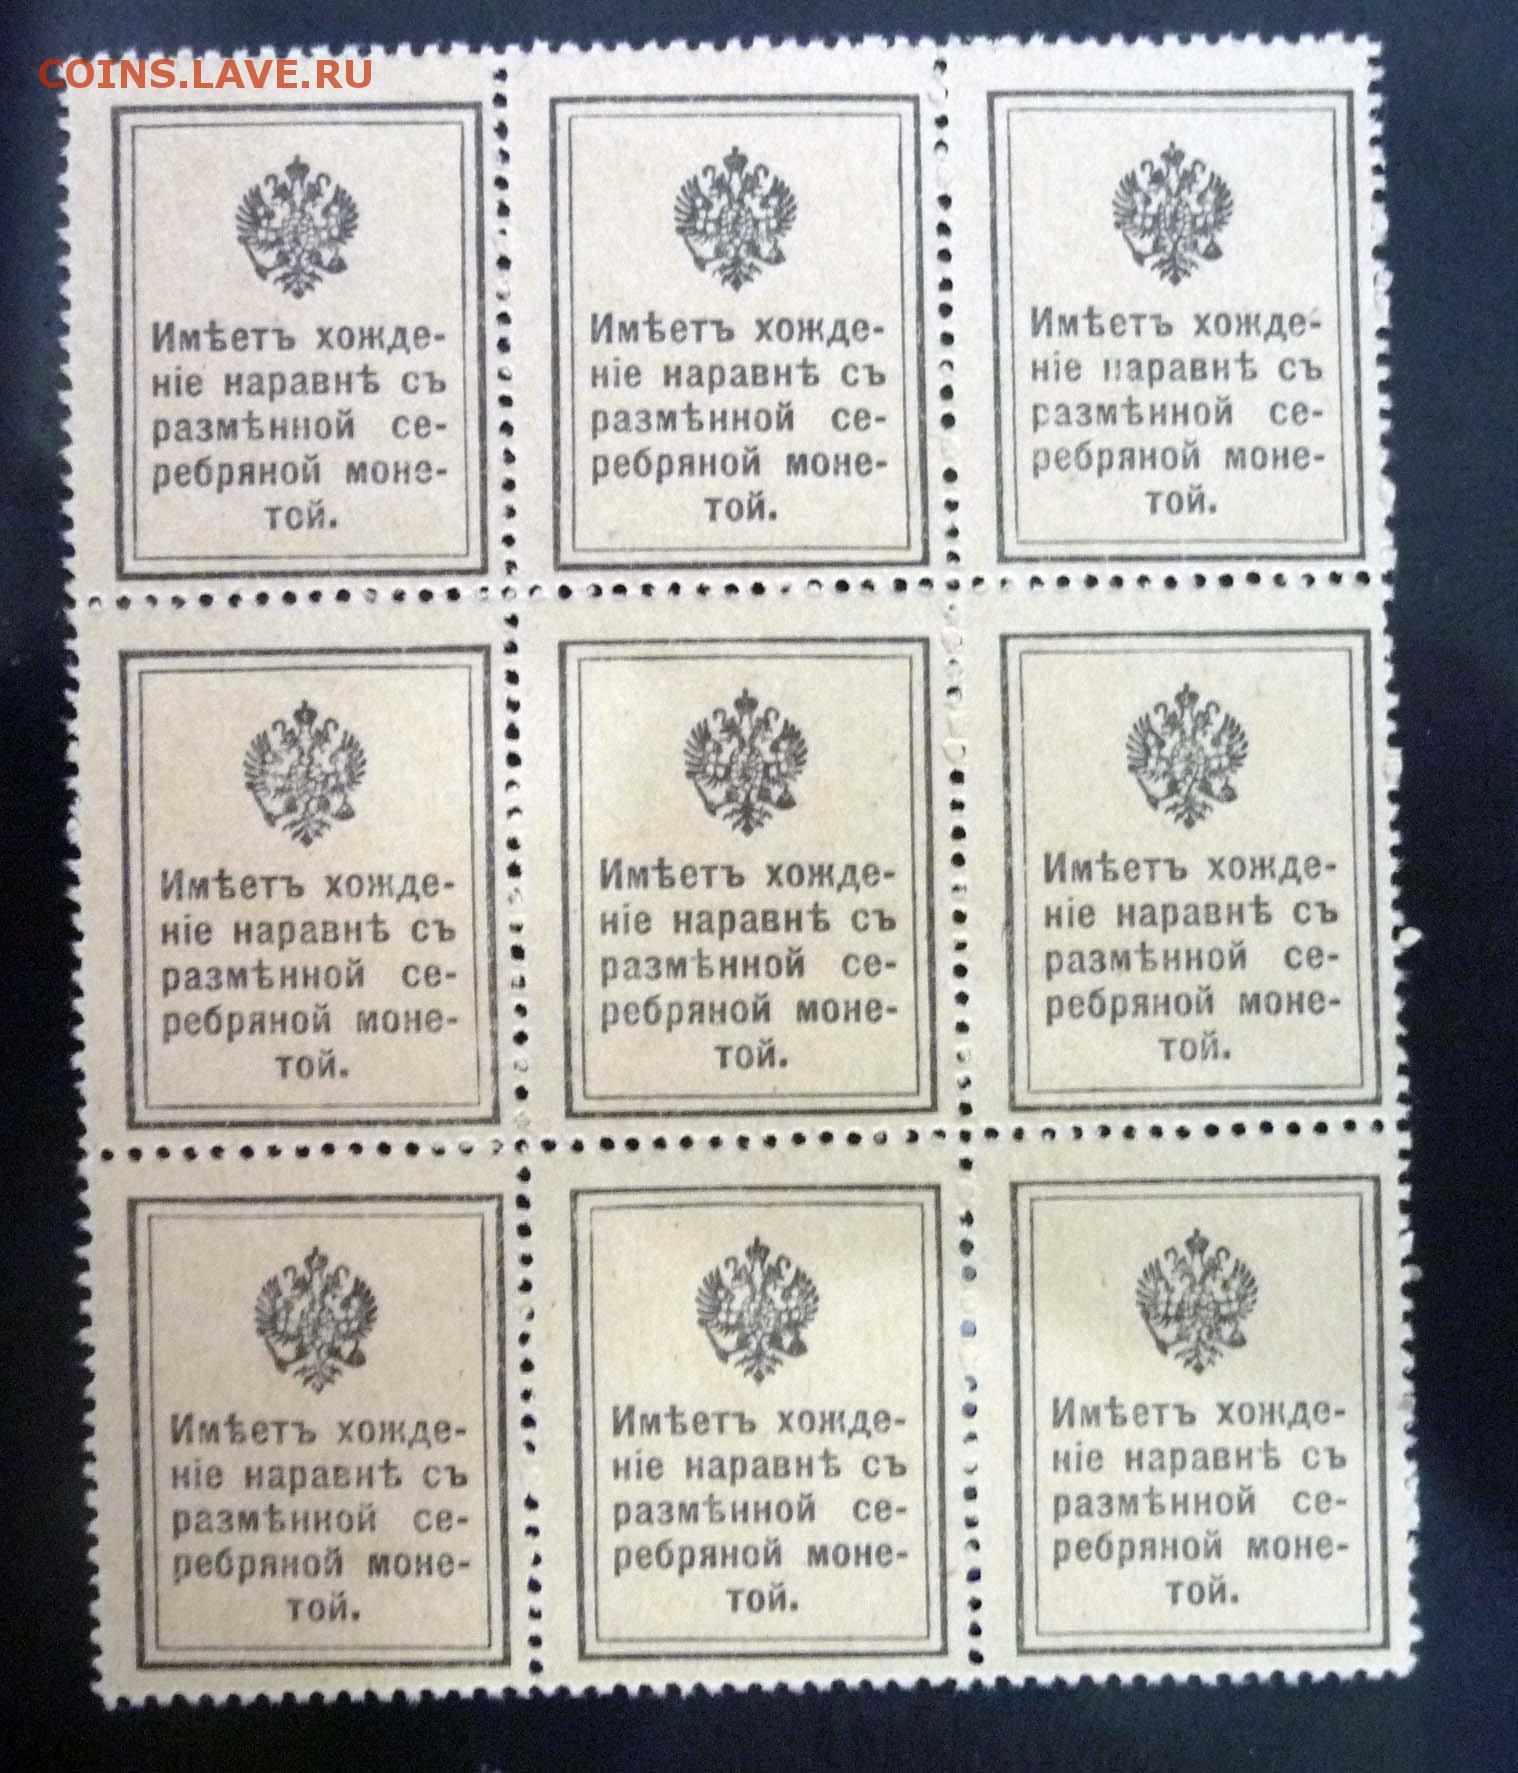 COINS.LAVE.RU
Имѣетъ хожде-
ніе наравнѣ съ
размѣнной се-
ребряной моне-
той.
Имѣетъ хожде-
ніе наравнѣ съ
размѣнной се-
ребряной моне-
той.
Имѣетъ хожде-
ніе наравнѣ съ
размѣнной се-
ребряной моне-
той.
Имѣетъ хожде-
ніе наравнѣ съ
размѣнной се-
ребряной моне-
той.
Имѣетъ хожде-
ніе наравнѣ съ
размѣнной се-
ребряной моне-
той.
Имѣетъ хожде-
ніе наравнѣ съ
размѣнной се-
ребряной моне-
той.
Имѣетъ хожде-
ніе наравнѣ съ
размѣнной се-
ребряной моне-
той.
Имѣетъ хожде-
ніе наравнѣ съ
размѣнной се-
ребряной моне-
той.
Имѣетъ хожде-
ніе наравнѣ съ
размѣнной се-
ребряной моне-
той.